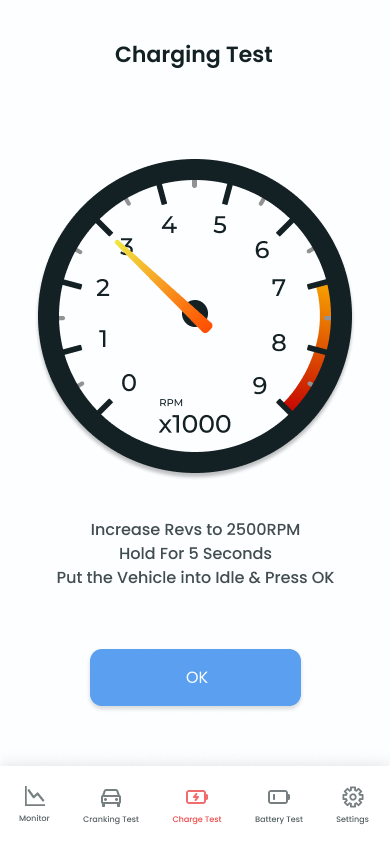 Charging Test
4 5
3 6
2 7
1 8
0 9
RPM
x1000
Increase Revs to 2500RPM
Hold For 5 Seconds
Put the Vehicle into Idle & Press OK
OK
Monitor Cranking Test Charge Test Battery Test Settings